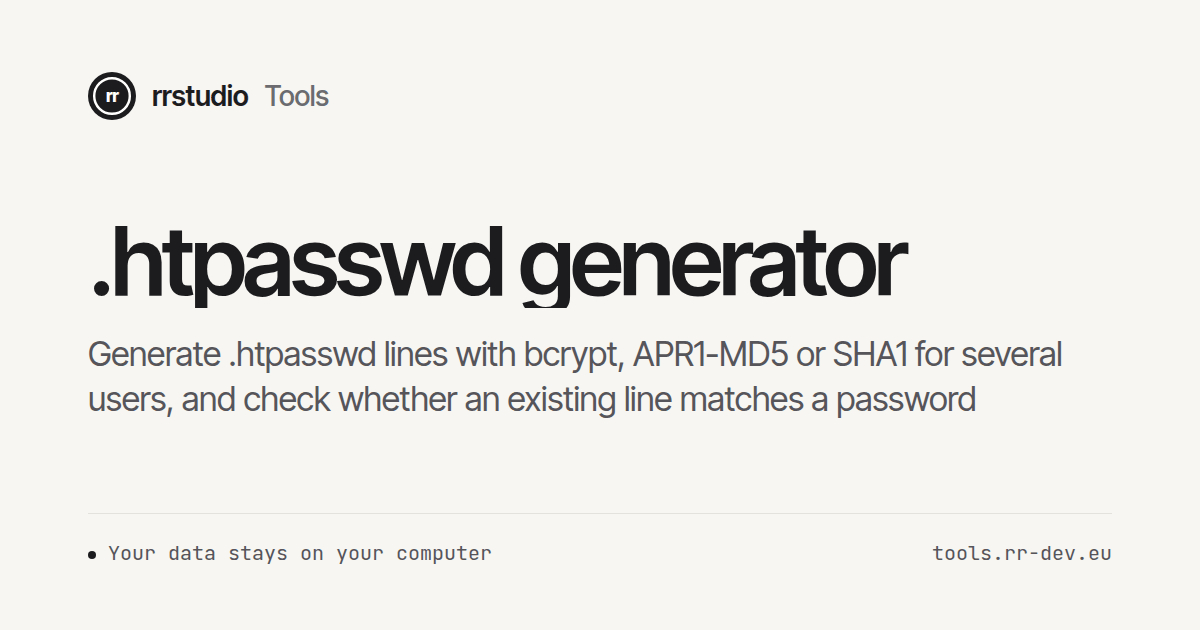 rr rrstudio Tools
.htpasswd generator
Generate .htpasswd lines with bcrypt, APR1-MD5 or SHA1 for several
users, and check whether an existing line matches a password
Your data stays on your computer
tools.rr-dev.eu